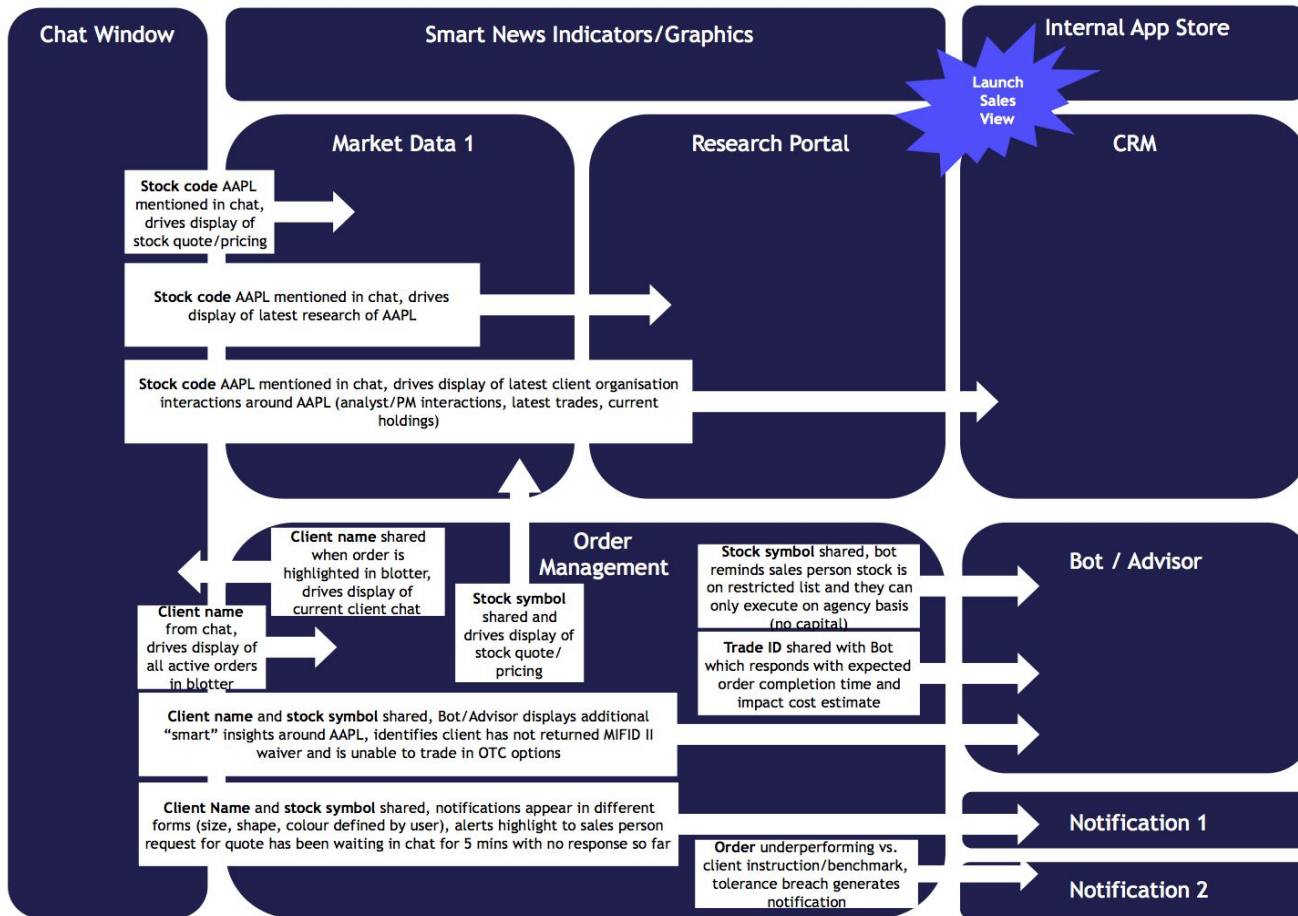 Chat Window
Smart News Indicators/Graphics
Internal App Store
Launch
Sales
View
Market Data 1
Research Portal
CRM
Stock code AAPL
mentioned in chat,
drives display of
stock quote/pricing
Stock code AAPL mentioned in chat, drives
display of latest research of AAPL
Stock code AAPL mentioned in chat, drives display of latest client organisation
interactions around AAPL (analyst/PM interactions, latest trades, current
holdings)
Order
Management
Bot / Advisor
Client name shared
when order is
highlighted in blotter,
drives display of
current client chat
Client name
from chat,
drives display of
all active orders
in blotter
Stock symbol
shared and
drives display of
stock quote/
pricing
Stock symbol shared, bot
reminds sales person stock is
on restricted list and they can
only execute on agency basis
(no capital)
Trade ID shared with Bot
which responds with expected
order completion time and
impact cost estimate
Client name and stock symbol shared, Bot/Advisor displays additional
“smart” insights around AAPL, identifies client has not returned MIFID II
waiver and is unable to trade in OTC options
Client Name and stock symbol shared, notifications appear in different
forms (size, shape, colour defined by user), alerts highlight to sales person
request for quote has been waiting in chat for 5 mins with no response so far
Notification 1
Order underperforming vs.
client instruction/benchmark,
tolerance breach generates
notification
Notification 2